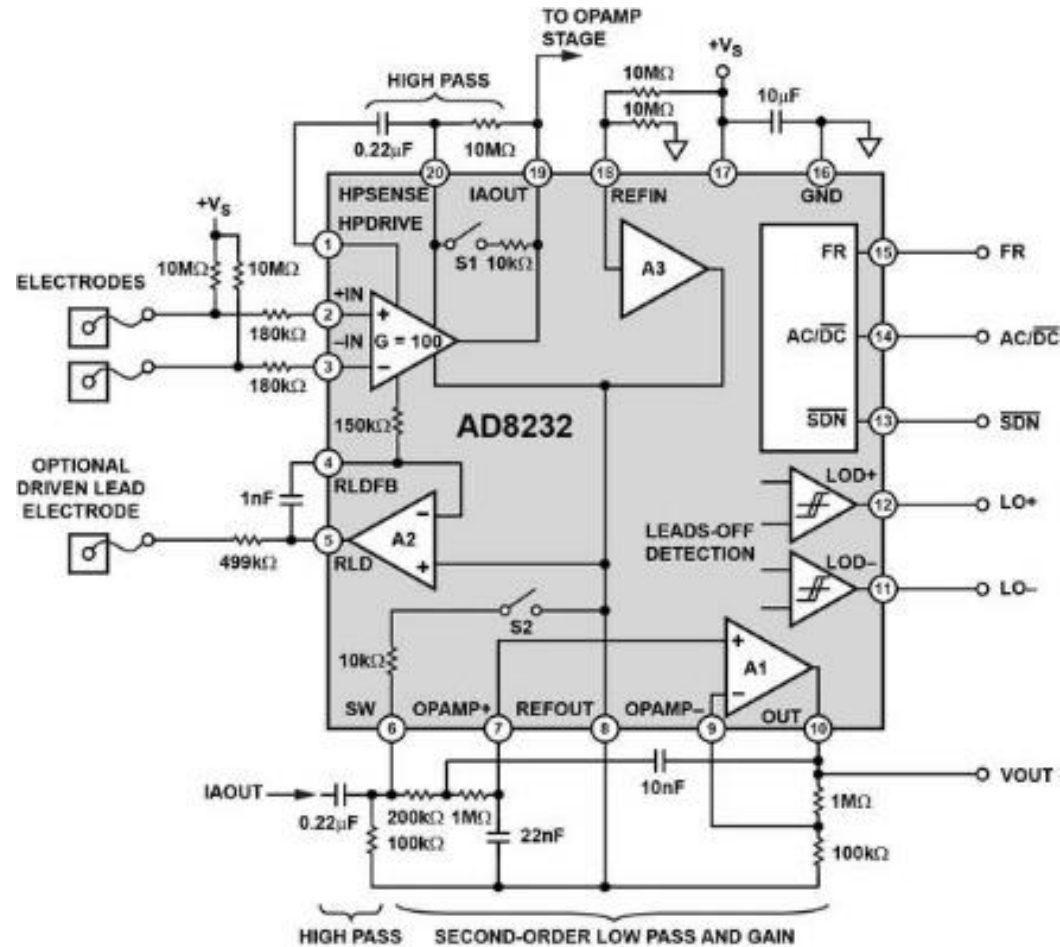 TO OPAMP
STAGE
+VS
HIGH PASS
10MΩ
10MΩ
10µF
0.22µF
10MΩ
20
19
18
17
16
HPSENSE
IAOUT
REFIN
GND
+VS
HPDRIVE
1
S1
10kΩ
A3
FR
15
FR
10MΩ
10MΩ
ELECTRODES
+IN
2
+
180kΩ
–IN
G = 100
AC/DC
14
AC/DC
3
–
180kΩ
150kΩ
AD8232
SDN
13
SDN
OPTIONAL
DRIVEN LEAD
ELECTRODE
4
RLDFB
1nF
LOD+
12
LO+
–
A2
+
5
RLD
499kΩ
LEADS-OFF
DETECTION
LOD–
11
LO–
S2
10kΩ
+
A1
–
SW
OPAMP+
REFOUT
OPAMP–
OUT
6
7
8
9
10
10nF
VOUT
IAOUT
0.22µF
200kΩ
1MΩ
1MΩ
100kΩ
22nF
100kΩ
HIGH PASS
SECOND-ORDER LOW PASS AND GAIN